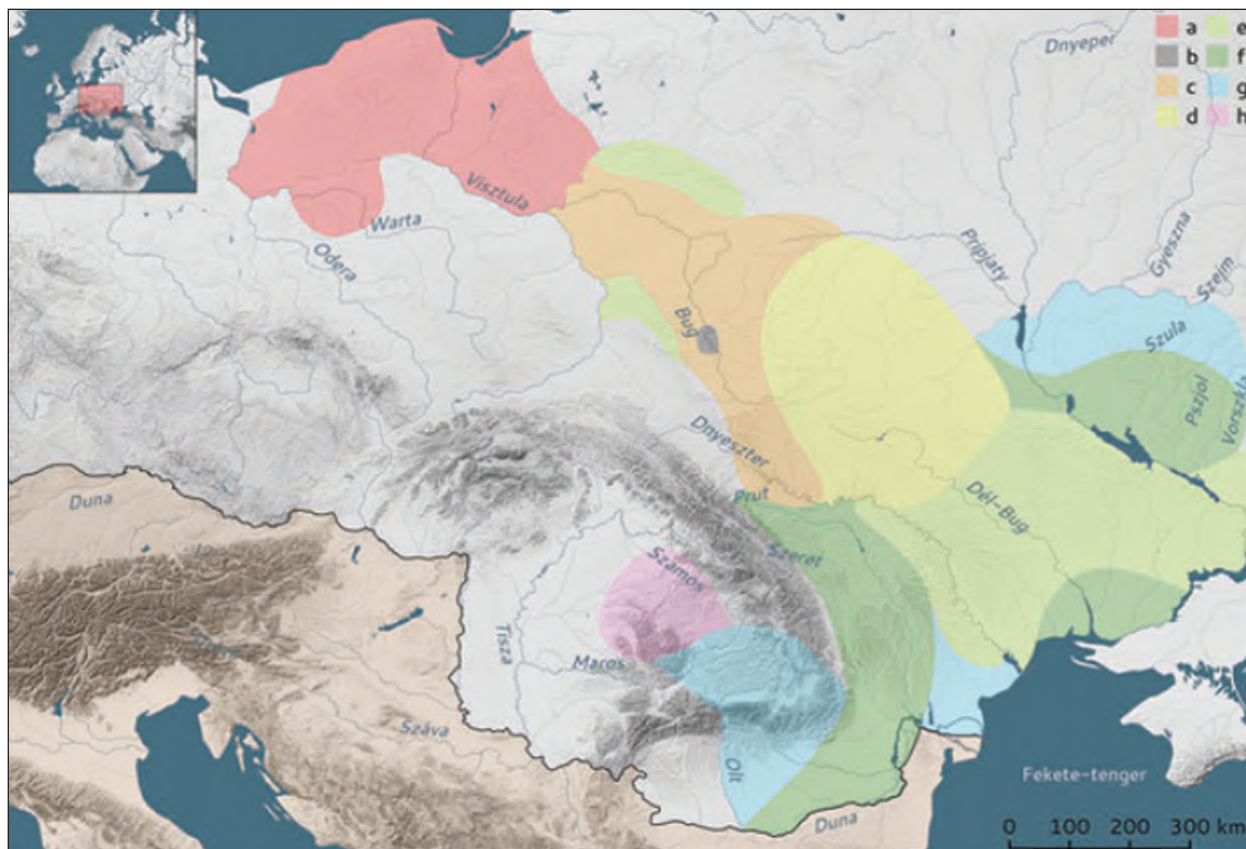 a e
b f
c g
d h
Dnyeper
Visztula
Warta
Odera
Pripjaty
Gyeszna
Szejm
Bug
Szula
Pszjol
Vorszkla
Dnyeszter
Duna
Prut
Dél-Bug
Szeret
Szamos
Tisza
Maros
Száva
Olt
Fekete-tenger
Duna
0 100 200 300 km